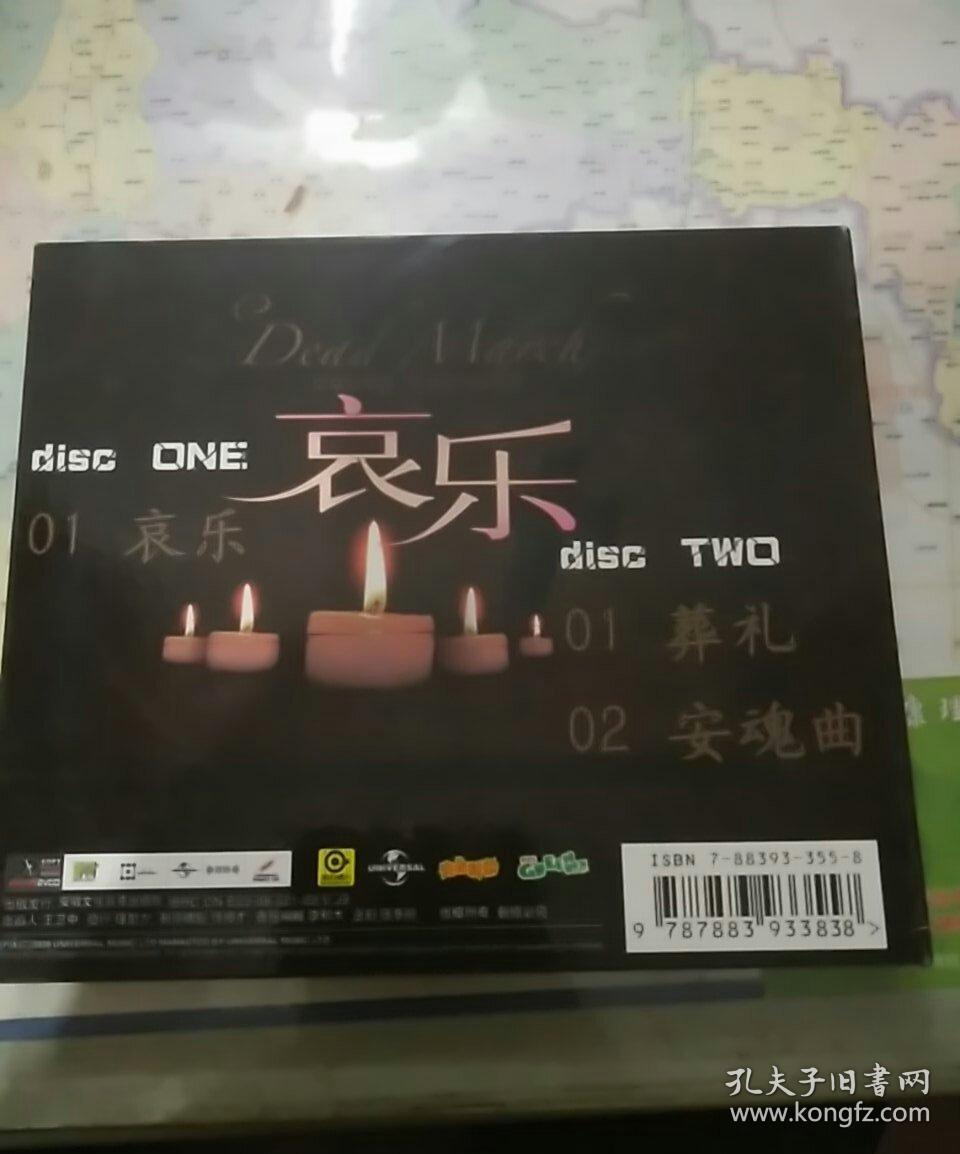 Dead March
哀乐
disc ONE
01 哀乐
disc TWO
01 葬礼
02 安魂曲
UNIVERSAL
ISBN 7-88393-355-8
9 787883 933838 >
孔夫子旧書网
www.kongfz.com